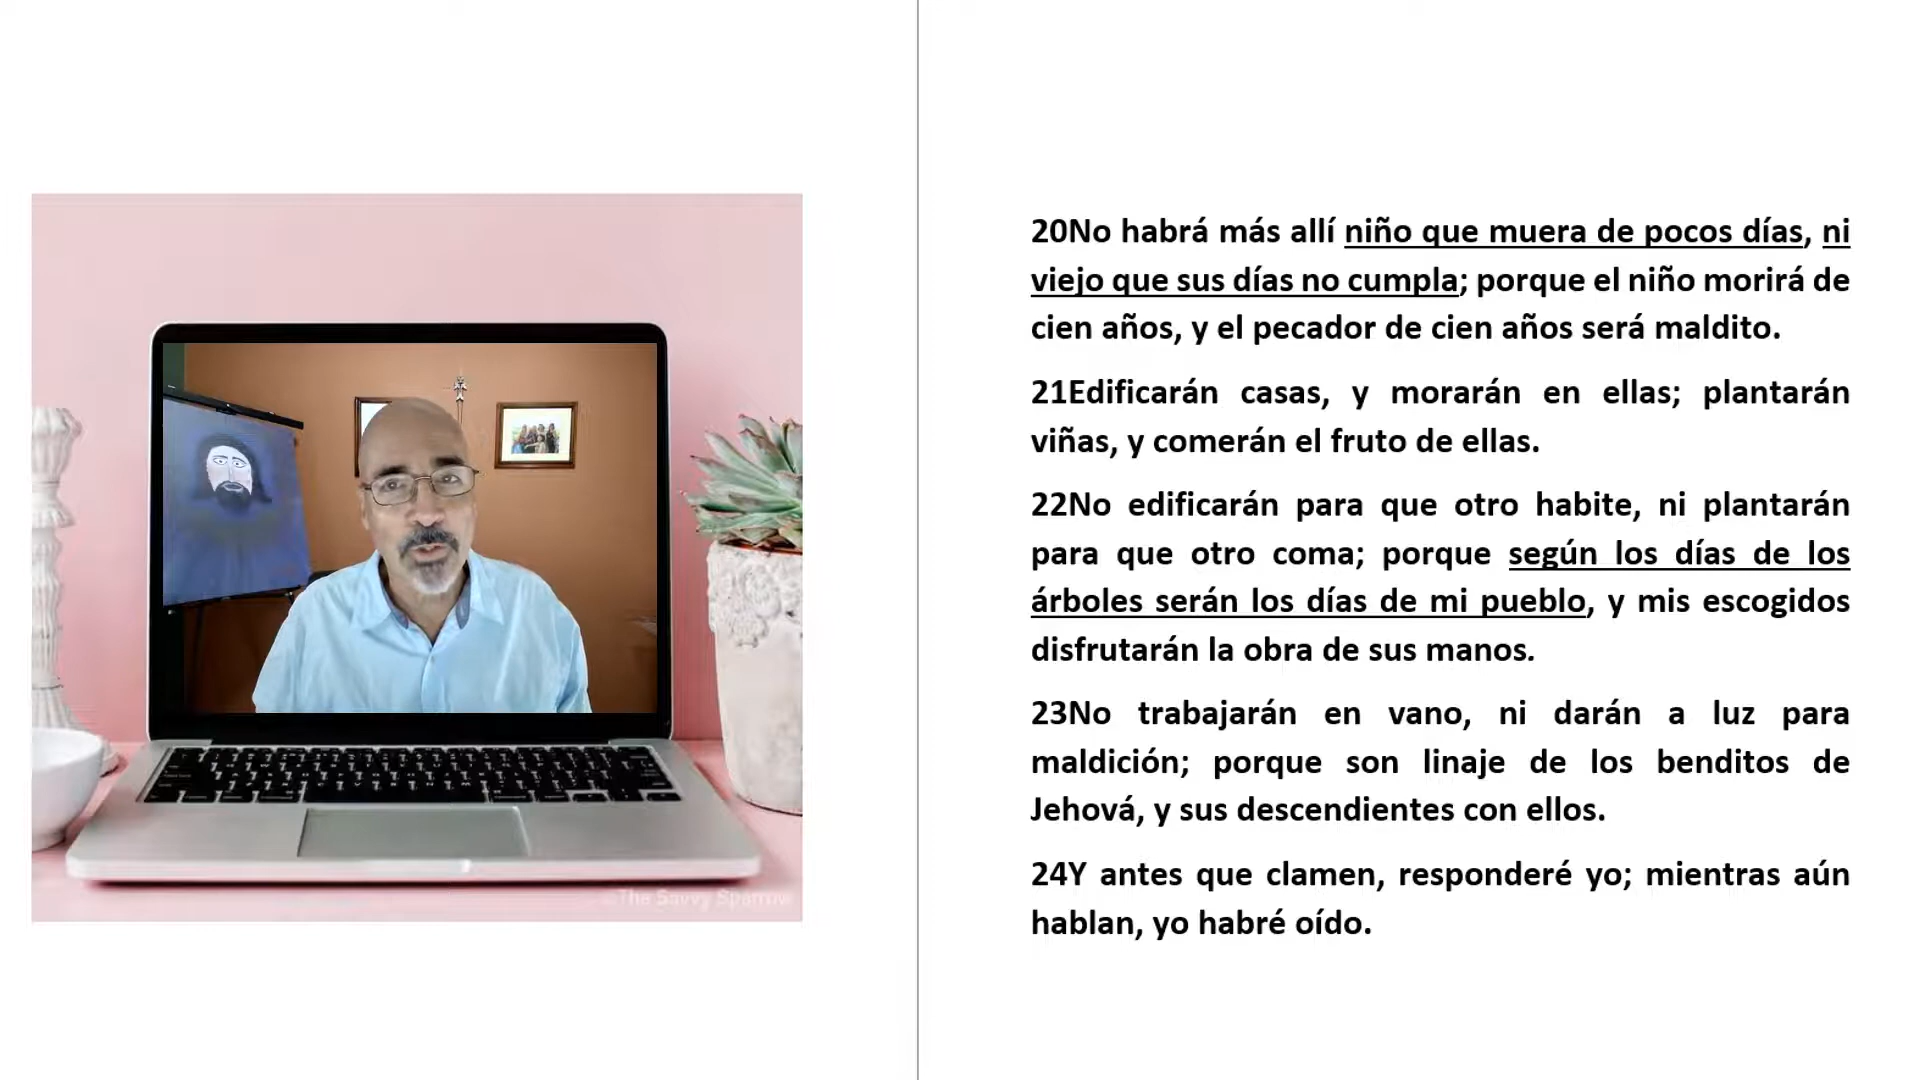 20No habrá más allí niño que muera de pocos días, ni
viejo que sus días no cumpla; porque el niño morirá de
cien años, y el pecador de cien años será maldito.
21Edificarán casas, y morarán en ellas; plantarán
viñas, y comerán el fruto de ellas.
22No edificarán para que otro habite, ni plantarán
para que otro coma; porque según los días de los
árboles serán los días de mi pueblo, y mis escogidos
disfrutarán la obra de sus manos.
23No trabajarán en vano, ni darán a luz para
maldición; porque son linaje de los benditos de
Jehová, y sus descendientes con ellos.
24Y antes que clamen, responderé yo; mientras aún
hablan, yo habré oído.
©The Savvy Sparrow